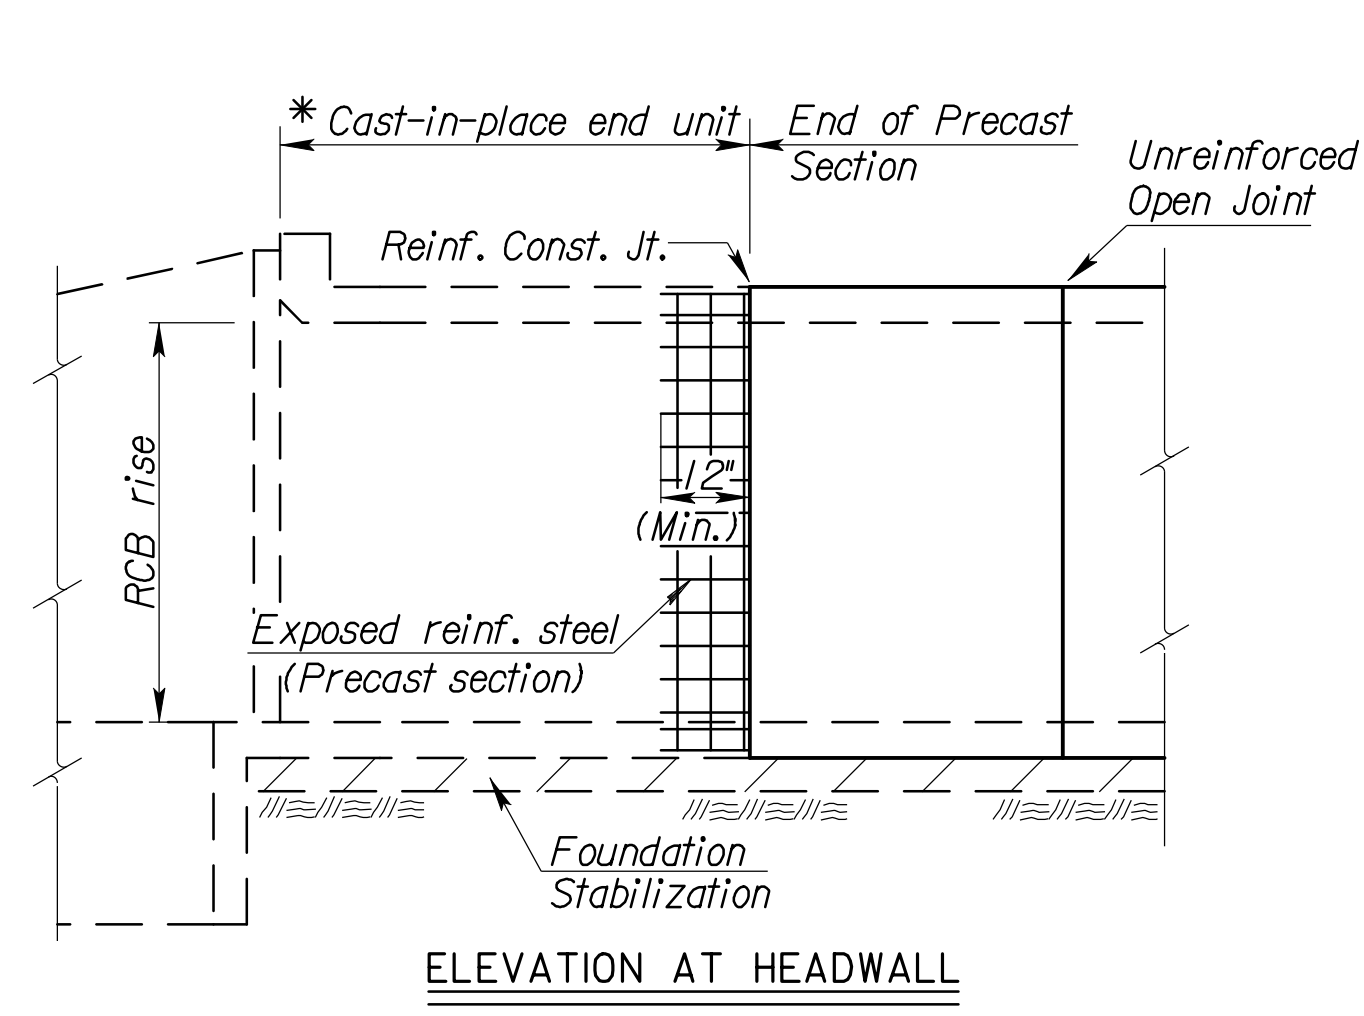 * Cast-in-place end unit
End of Precast
Section
Unreinforced
Open Joint
Reinf. Const. Jt.
RCB rise
12"
(Min.)
Exposed reinf. steel
(Precast section)
Foundation
Stabilization
ELEVATION AT HEADWALL